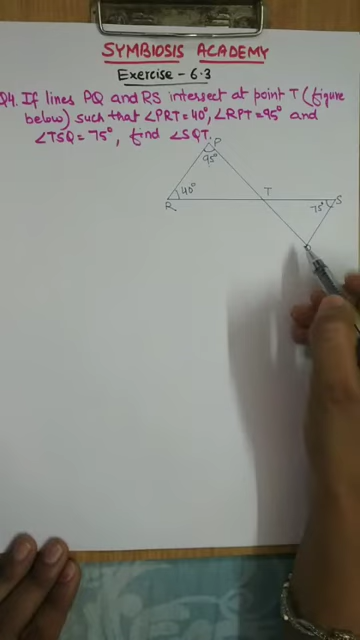 SYMBIOSIS ACADEMY
Exercise - 6.3
Q4. If lines PQ and RS intersect at point T (figure
below) such that ∠PRT = 40°, ∠RPT = 95° and
∠TSQ = 75°, find ∠SQT.
P
95°
40°
T
75°
S
R